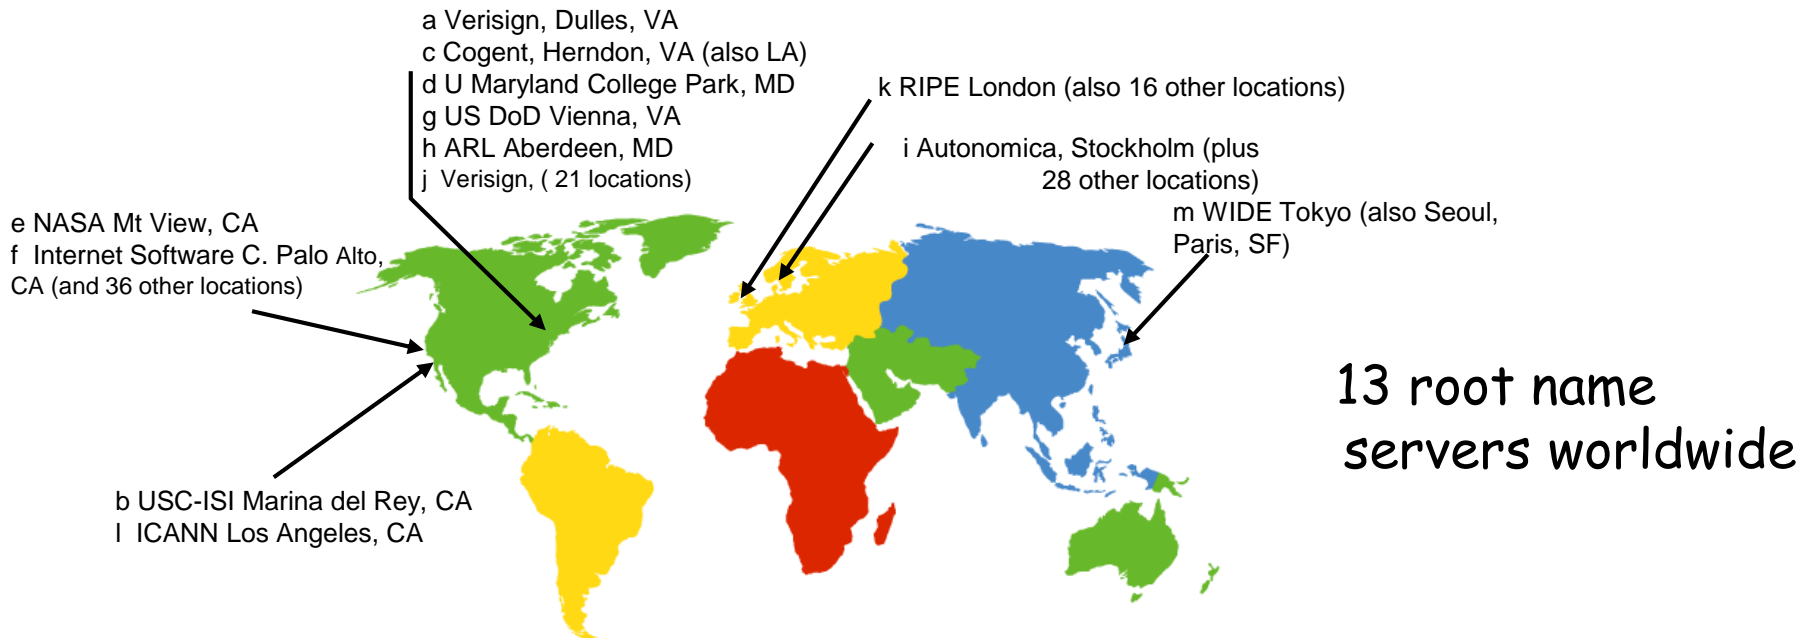 a Verisign, Dulles, VA
c Cogent, Herndon, VA (also LA)
d U Maryland College Park, MD
g US DoD Vienna, VA
h ARL Aberdeen, MD
j Verisign, ( 21 locations)
k RIPE London (also 16 other locations)
i Autonomica, Stockholm (plus
28 other locations)
m WIDE Tokyo (also Seoul,
Paris, SF)
e NASA Mt View, CA
f Internet Software C. Palo Alto,
CA (and 36 other locations)
13 root name
servers worldwide
b USC-ISI Marina del Rey, CA
l ICANN Los Angeles, CA